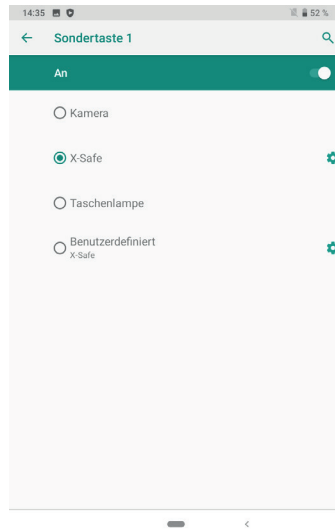 14:35 52 %
Sondertaste 1
An
Kamera
X-Safe
Taschenlampe
Benutzerdefiniert
X-Safe